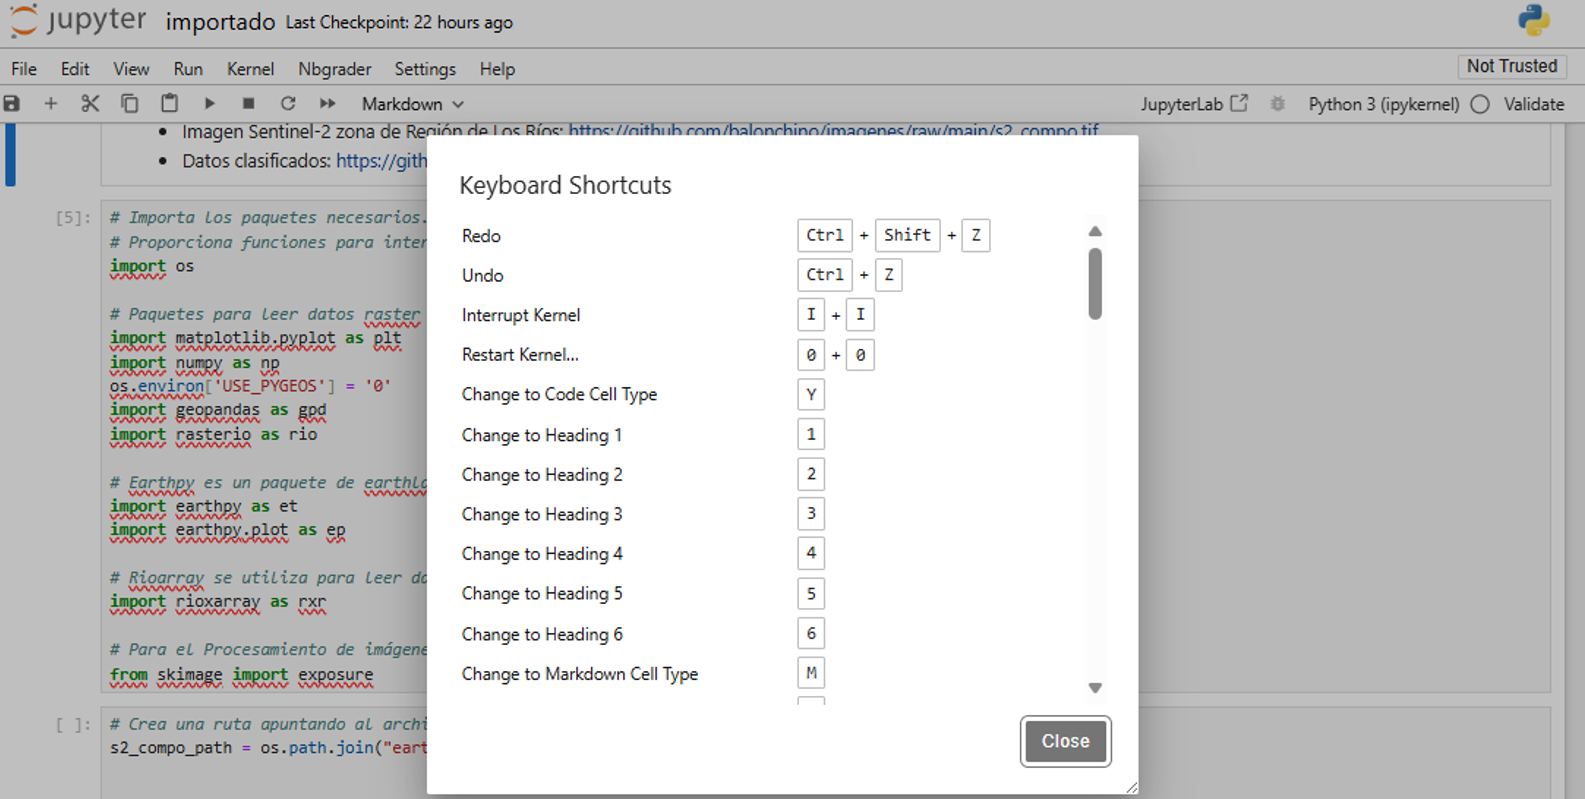 jupyter importado Last Checkpoint: 22 hours ago
File Edit View Run Kernel Nbgrader Settings Help Not Trusted
Markdown JupyterLab Python 3 (ipykernel) Validate
Imagen Sentinel-2 zona de Región de Los Ríos: https://github.com/balonchino/imagenes/raw/main/s2_compo.tif
Datos clasificados: https://gith
[5]: # Importa los paquetes necesarios.
# Proporciona funciones para inter
import os
# Paquetes para leer datos raster
import matplotlib.pyplot as plt
import numpy as np
os.environ['USE_PYGEOS'] = '0'
import geopandas as gpd
import rasterio as rio
# Earthpy es un paquete de earthla
import earthpy as et
import earthpy.plot as ep
# Rioarray se utiliza para leer da
import rioxarray as rxr
# Para el Procesamiento de imágene
from skimage import exposure
[ ]: # Crea una ruta apuntando al archi
s2_compo_path = os.path.join("eart
Keyboard Shortcuts
Redo Ctrl + Shift + Z
Undo Ctrl + Z
Interrupt Kernel I + I
Restart Kernel... 0 + 0
Change to Code Cell Type Y
Change to Heading 1 1
Change to Heading 2 2
Change to Heading 3 3
Change to Heading 4 4
Change to Heading 5 5
Change to Heading 6 6
Change to Markdown Cell Type M
Close